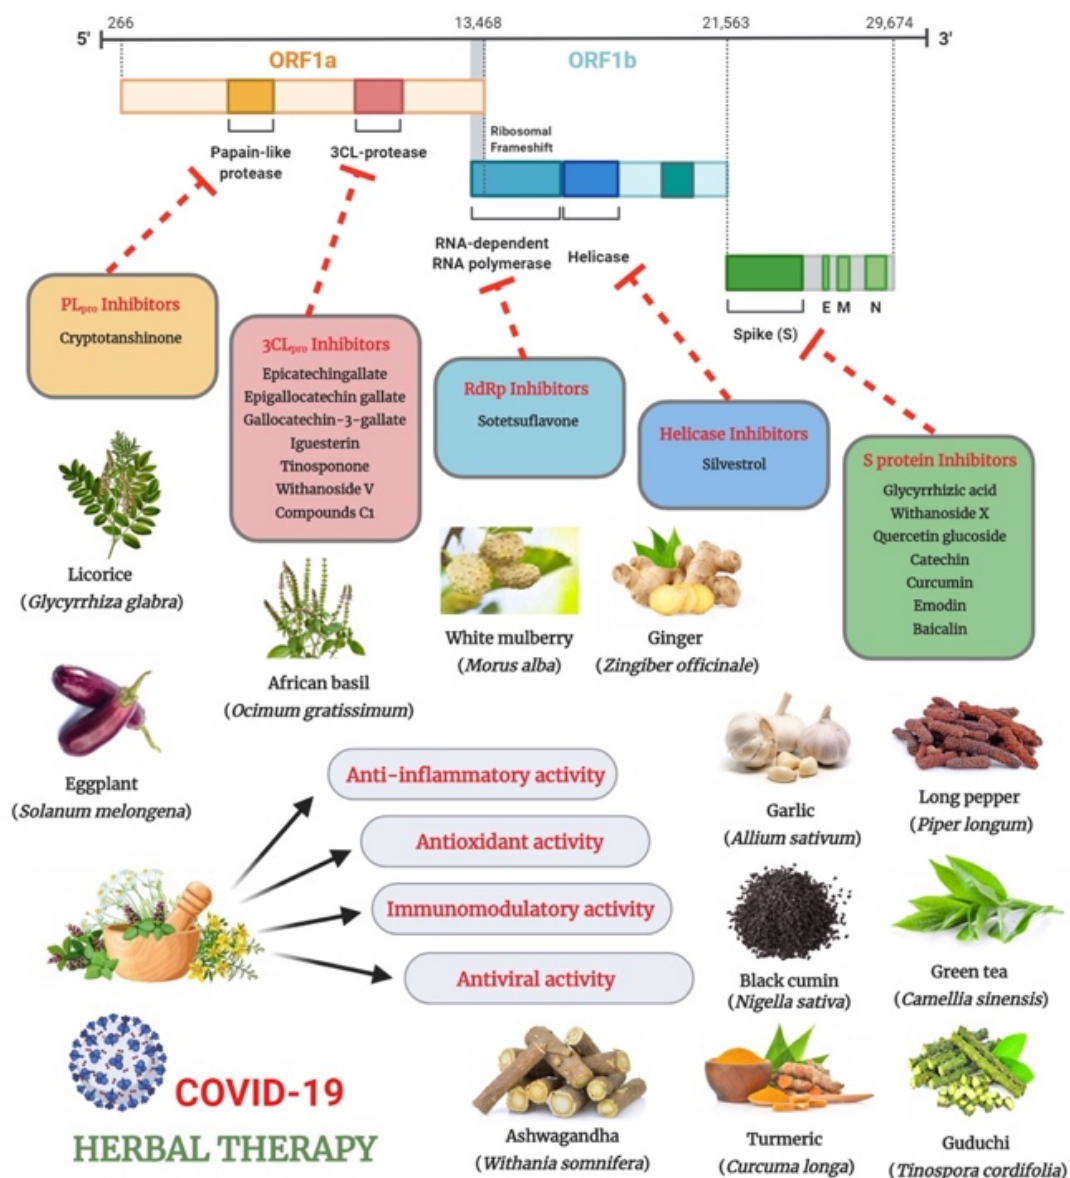 266
13,468
21,563
29,674
5'
3'
ORF1a
ORF1b
Ribosomal
Frameshift
Papain-like
protease
3CL-protease
RNA-dependent
RNA polymerase
Helicase
E
M
N
Spike (S)
PLpro Inhibitors
Cryptotanshinone
3CLpro Inhibitors
Epicatechingallate
Epigallocatechin gallate
Gallocatechin-3-gallate
Iguesterin
Tinosponone
Withanoside V
Compounds C1
RdRp Inhibitors
Sotetsuflavone
Helicase Inhibitors
Silvestrol
S protein Inhibitors
Glycyrrhizic acid
Withanoside X
Quercetin glucoside
Catechin
Curcumin
Emodin
Baicalin
Licorice
(Glycyrrhiza glabra)
African basil
(Ocimum gratissimum)
White mulberry
(Morus alba)
Ginger
(Zingiber officinale)
Eggplant
(Solanum melongena)
Garlic
(Allium sativum)
Long pepper
(Piper longum)
Anti-inflammatory activity
Antioxidant activity
Immunomodulatory activity
Antiviral activity
Black cumin
(Nigella sativa)
Green tea
(Camellia sinensis)
COVID-19
HERBAL THERAPY
Ashwagandha
(Withania somnifera)
Turmeric
(Curcuma longa)
Guduchi
(Tinospora cordifolia)